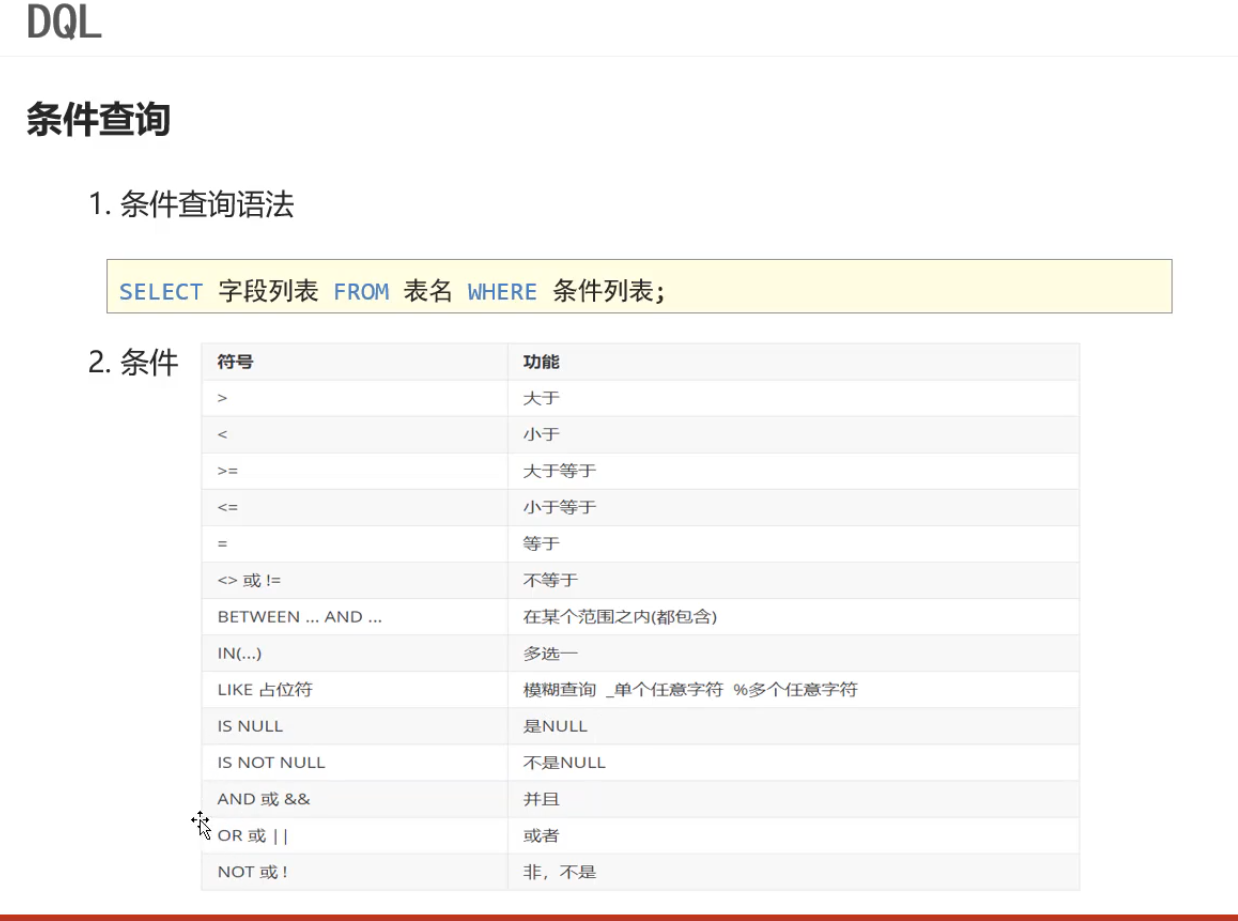 DQL
条件查询
1. 条件查询语法
SELECT 字段列表 FROM 表名 WHERE 条件列表;
2. 条件
符号 功能
> 大于
< 小于
>= 大于等于
<= 小于等于
= 等于
<> 或 != 不等于
BETWEEN ... AND ... 在某个范围之内(都包含)
IN(...) 多选一
LIKE 占位符 模糊查询 _单个任意字符 %多个任意字符
IS NULL 是NULL
IS NOT NULL 不是NULL
AND 或 && 并且
OR 或 || 或者
NOT 或 ! 非，不是